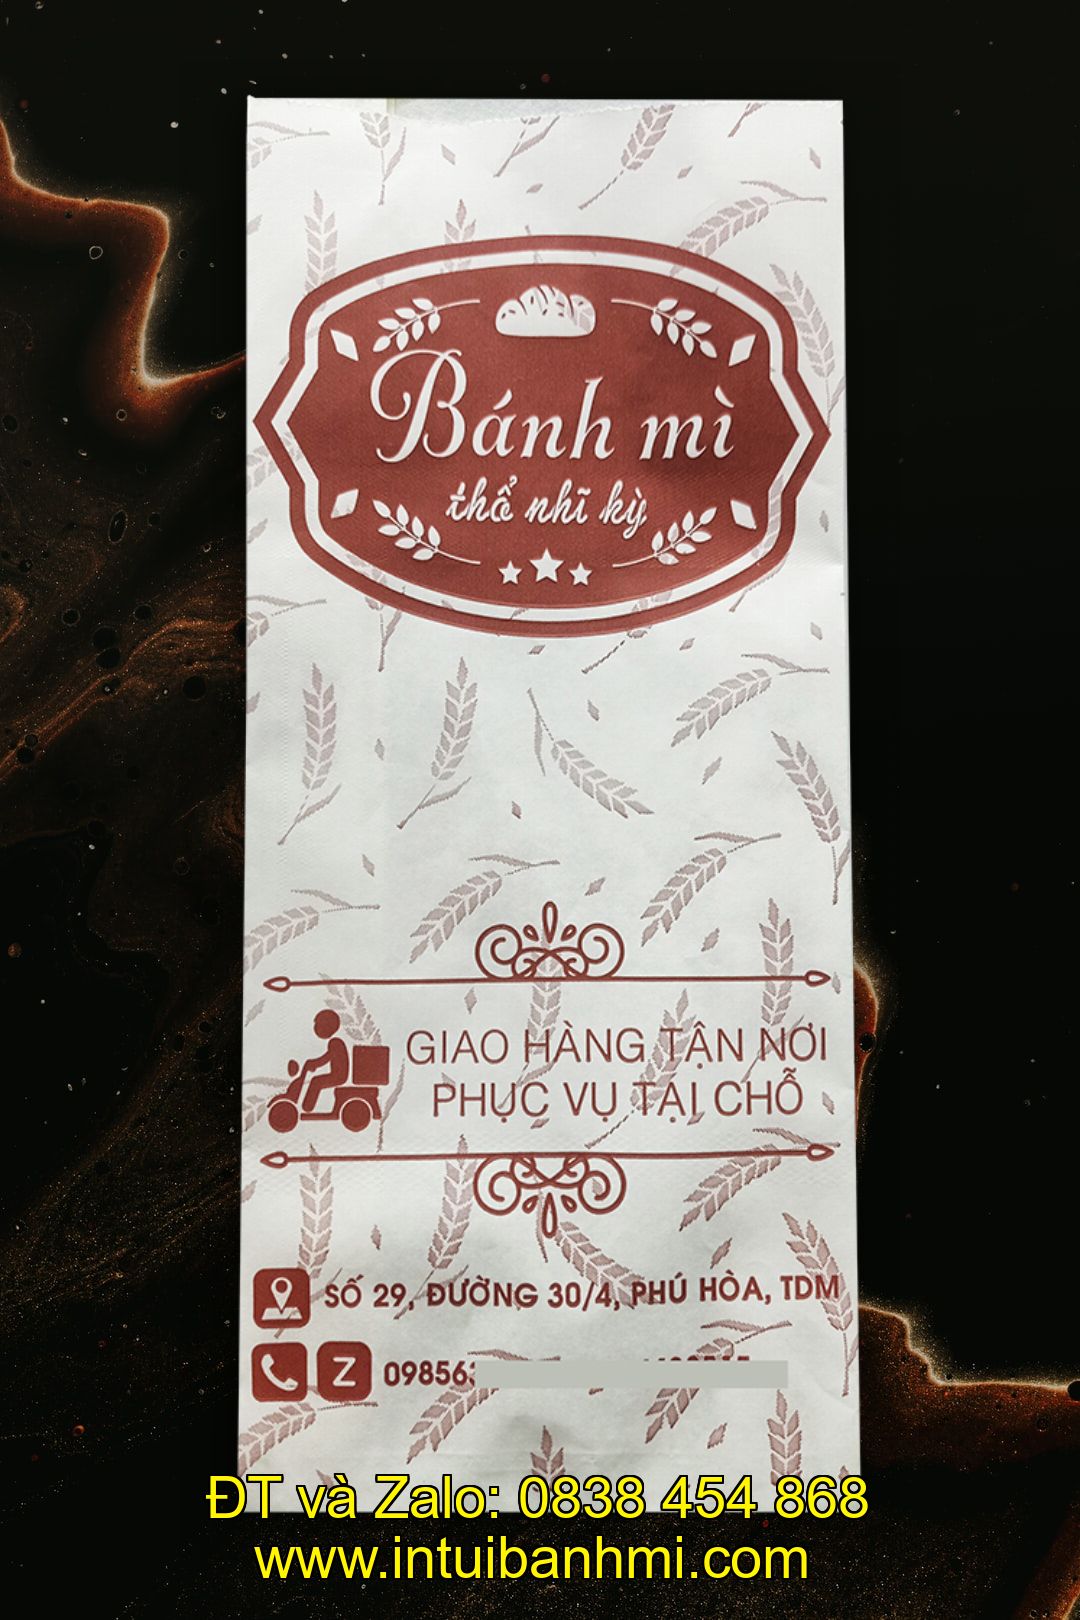 Bánh mì
thổ nhĩ kỳ
GIAO HÀNG TẬN NƠI
PHỤC VỤ TẠI CHỖ
SỐ 29, ĐƯỜNG 30/4, PHÚ HÒA, TDM
Z 09856
ĐT và Zalo: 0838 454 868
www.intuibanhmi.com